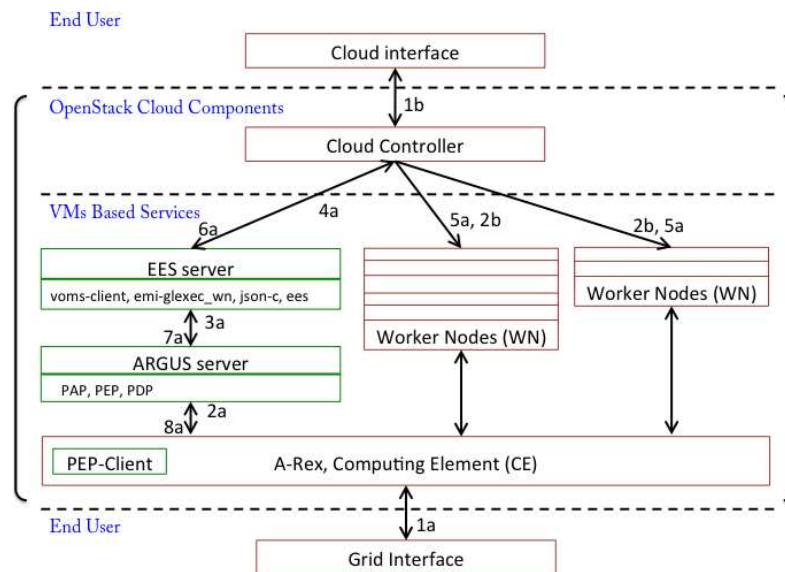 End User
Cloud interface
1b
OpenStack Cloud Components
Cloud Controller
VMs Based Services
4a
6a
5a, 2b
2b, 5a
EES server
voms-client, emi-glexec_wn, json-c, ees
Worker Nodes (WN)
3a
7a
Worker Nodes (WN)
ARGUS server
PAP, PEP, PDP
2a
8a
PEP-Client
A-Rex, Computing Element (CE)
End User
1a
Grid Interface